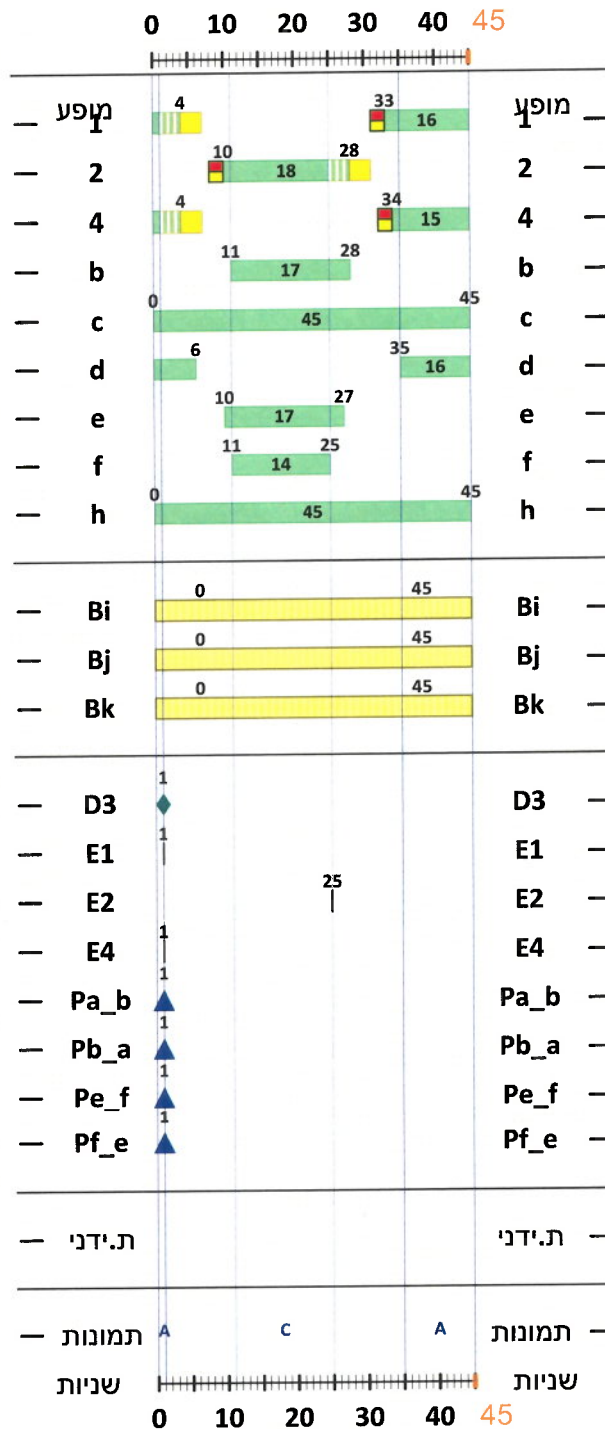 0 10 20 30 40 45
מופע מופע
1 4 33 16 1
2 10 18 28 2
4 4 34 15 4
b 11 17 28 b
c 0 45 45 c
d 6 35 16 d
e 10 17 27 e
f 11 14 25 f
h 0 45 45 h
Bi 0 45 Bi
Bj 0 45 Bj
Bk 0 45 Bk
D3 1 D3
E1 1 E1
E2 25 E2
E4 1 E4
Pa_b 1 Pa_b
Pb_a 1 Pb_a
Pe_f 1 Pe_f
Pf_e 1 Pf_e
ת.ידני ת.ידני
תמונות A C A תמונות
שניות שניות
0 10 20 30 40 45